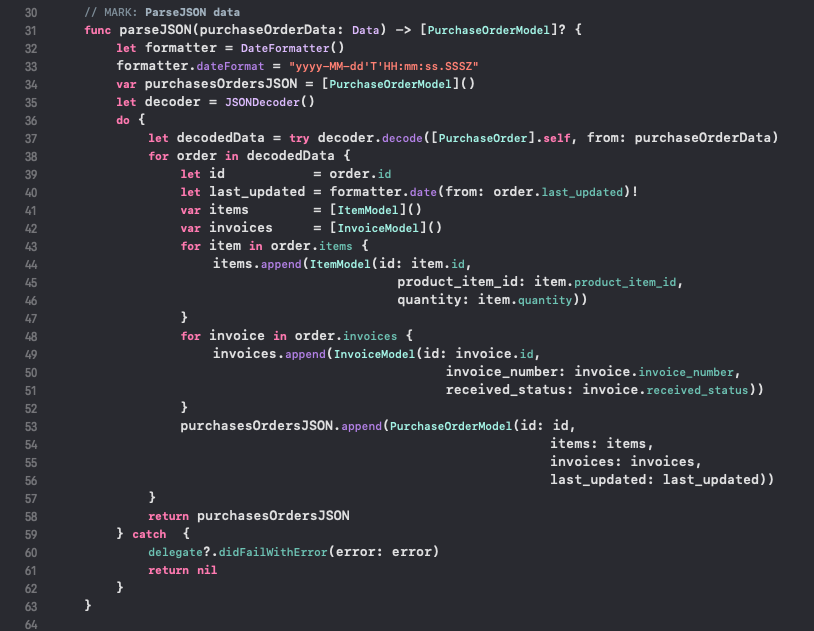 30 // MARK: ParseJSON data
31 func parseJSON(purchaseOrderData: Data) -> [PurchaseOrderModel]? {
32 let formatter = DateFormatter()
33 formatter.dateFormat = "yyyy-MM-dd'T'HH:mm:ss.SSSZ"
34 var purchasesOrdersJSON = [PurchaseOrderModel]()
35 let decoder = JSONDecoder()
36 do {
37 let decodedData = try decoder.decode([PurchaseOrder].self, from: purchaseOrderData)
38 for order in decodedData {
39 let id = order.id
40 let last_updated = formatter.date(from: order.last_updated)!
41 var items = [ItemModel]()
42 var invoices = [InvoiceModel]()
43 for item in order.items {
44 items.append(ItemModel(id: item.id,
45 product_item_id: item.product_item_id,
46 quantity: item.quantity))
47 }
48 for invoice in order.invoices {
49 invoices.append(InvoiceModel(id: invoice.id,
50 invoice_number: invoice.invoice_number,
51 received_status: invoice.received_status))
52 }
53 purchasesOrdersJSON.append(PurchaseOrderModel(id: id,
54 items: items,
55 invoices: invoices,
56 last_updated: last_updated))
57 }
58 return purchasesOrdersJSON
59 } catch {
60 delegate?.didFailWithError(error: error)
61 return nil
62 }
63 }
64